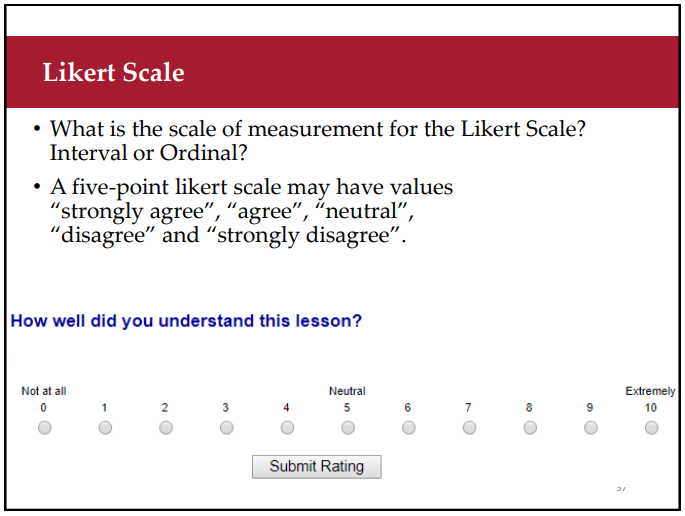 Likert Scale
• What is the scale of measurement for the Likert Scale?
Interval or Ordinal?
• A five-point likert scale may have values
“strongly agree”, “agree”, “neutral”,
“disagree” and “strongly disagree”.
How well did you understand this lesson?
Not at all Neutral Extremely
0 1 2 3 4 5 6 7 8 9 10
Submit Rating